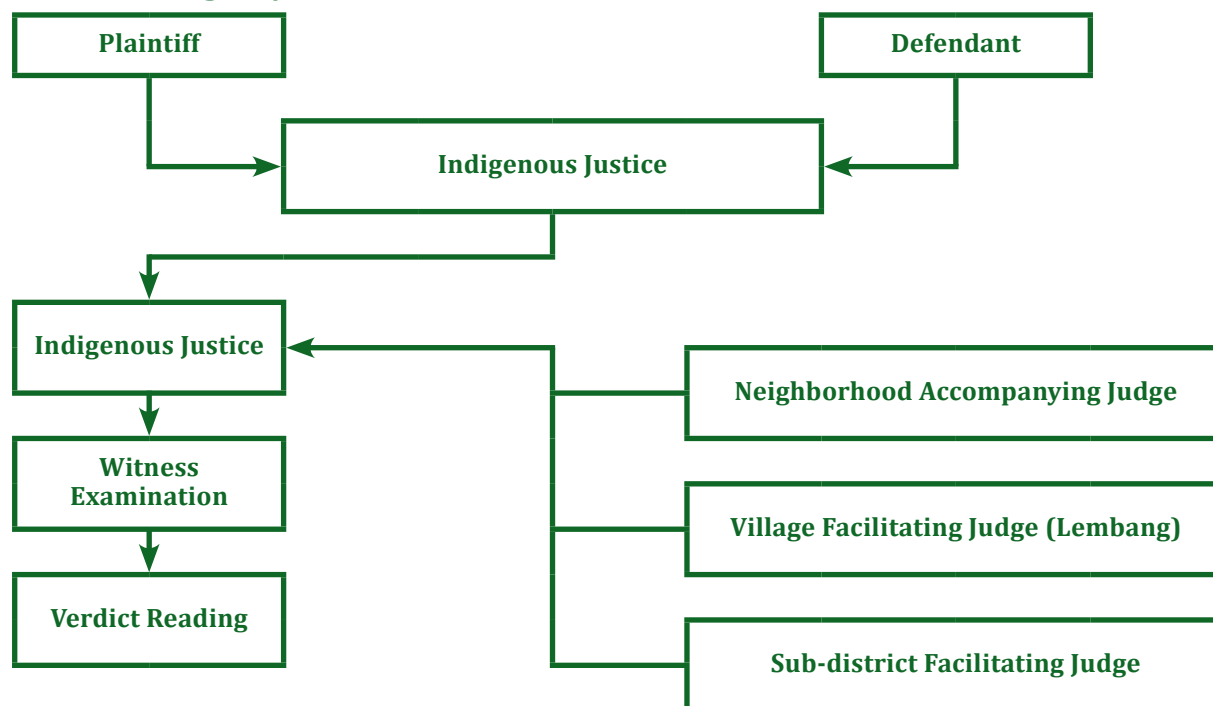 Plaintiff
Defendant
Indigenous Justice
Indigenous Justice
Neighborhood Accompanying Judge
Witness
Examination
Village Facilitating Judge (Lembang)
Verdict Reading
Sub-district Facilitating Judge